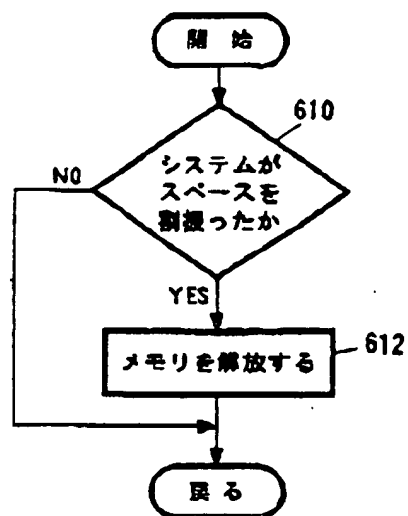 開始
610
システムが
スペースを
割振ったか
NO
YES
メモリを解放する
612
戻る